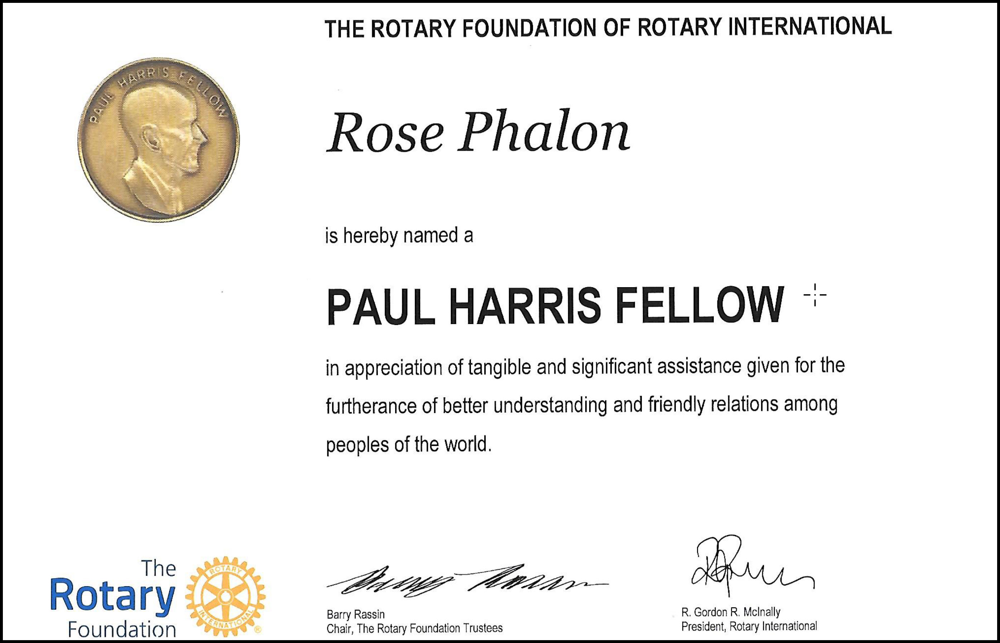 THE ROTARY FOUNDATION OF ROTARY INTERNATIONAL
PAUL HARRIS FELLOW
Rose Phalon
is hereby named a
PAUL HARRIS FELLOW
in appreciation of tangible and significant assistance given for the
furtherance of better understanding and friendly relations among
peoples of the world.
The
Rotary
Foundation
ROTARY
INTERNATIONAL
®
Barry Rassin
Chair, The Rotary Foundation Trustees
R. Gordon R. McInally
President, Rotary International